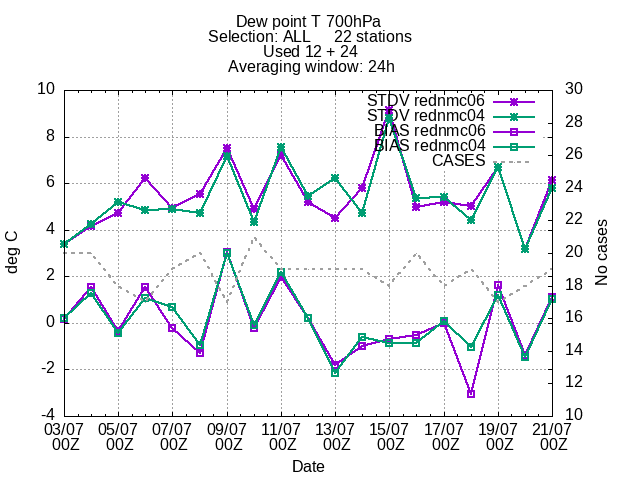 Dew point T 700hPa
Selection: ALL 22 stations
Used 12 + 24
Averaging window: 24h
STDV rednmc06
STDV rednmc04
BIAS rednmc06
BIAS rednmc04
CASES
10
8
6
4
2
0
-2
-4
deg C
30
28
26
24
22
20
18
16
14
12
10
No cases
03/07 05/07 07/07 09/07 11/07 13/07 15/07 17/07 19/07 21/07
00Z 00Z 00Z 00Z 00Z 00Z 00Z 00Z 00Z 00Z
Date